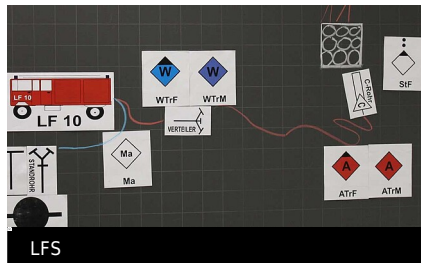 W
W
WTrF
WTrM
StF
C-Rohr
C
LF 10
LF 10
VERTEILER
STANDROHR
Ma
Ma
A
A
ATrF
ATrM
LFS